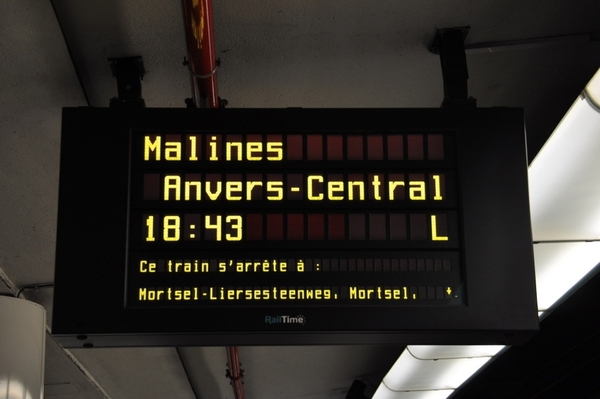 Malines
Anvers-Central
18:43 L
Ce train s'arrête à :
Mortsel-Liersesteenweg, Mortsel,
RailTime